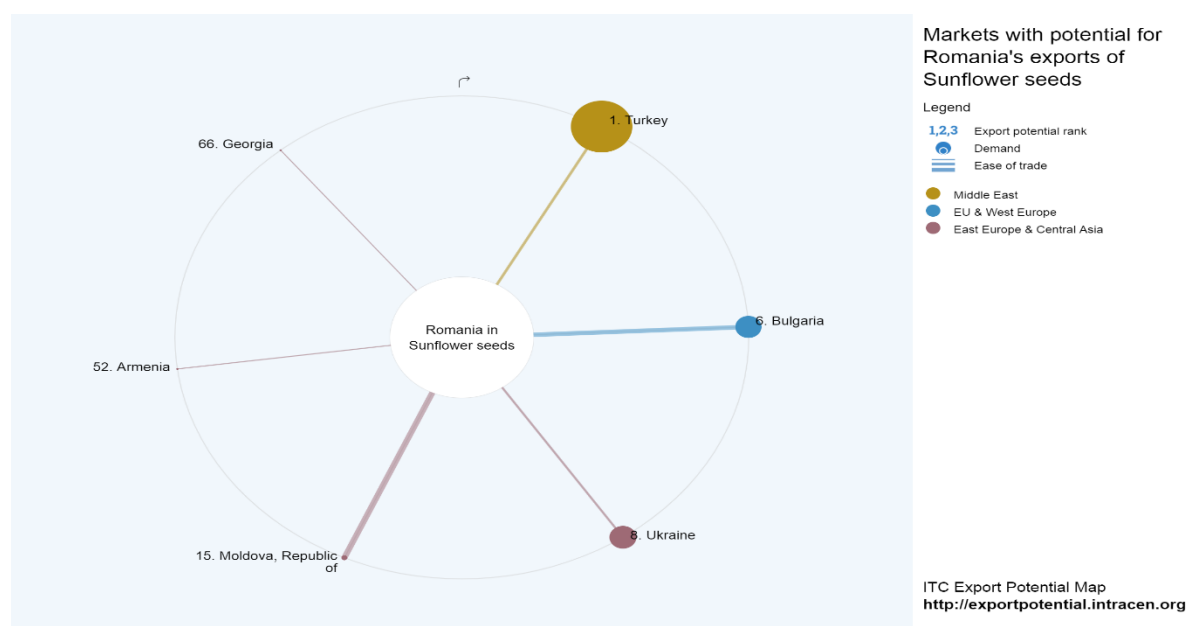 Markets with potential for
Romania's exports of
Sunflower seeds
Legend
1,2,3 Export potential rank
Demand
Ease of trade
Middle East
EU & West Europe
East Europe & Central Asia
1. Turkey
66. Georgia
6. Bulgaria
Romania in
Sunflower seeds
52. Armenia
8. Ukraine
15. Moldova, Republic
of
ITC Export Potential Map
http://exportpotential.intracen.org